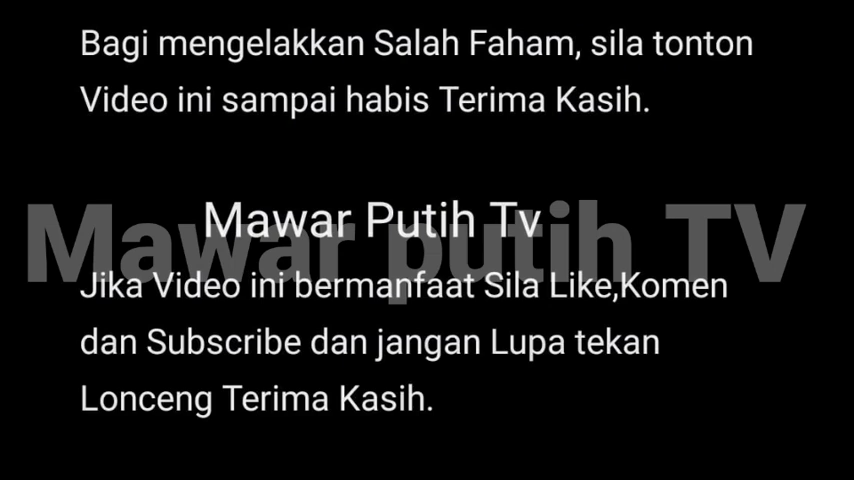 Bagi mengelakkan Salah Faham, sila tonton
Video ini sampai habis Terima Kasih.
Mawar Putih Tv
Mawar putih TV
Jika Video ini bermanfaat Sila Like,Komen
dan Subscribe dan jangan Lupa tekan
Lonceng Terima Kasih.